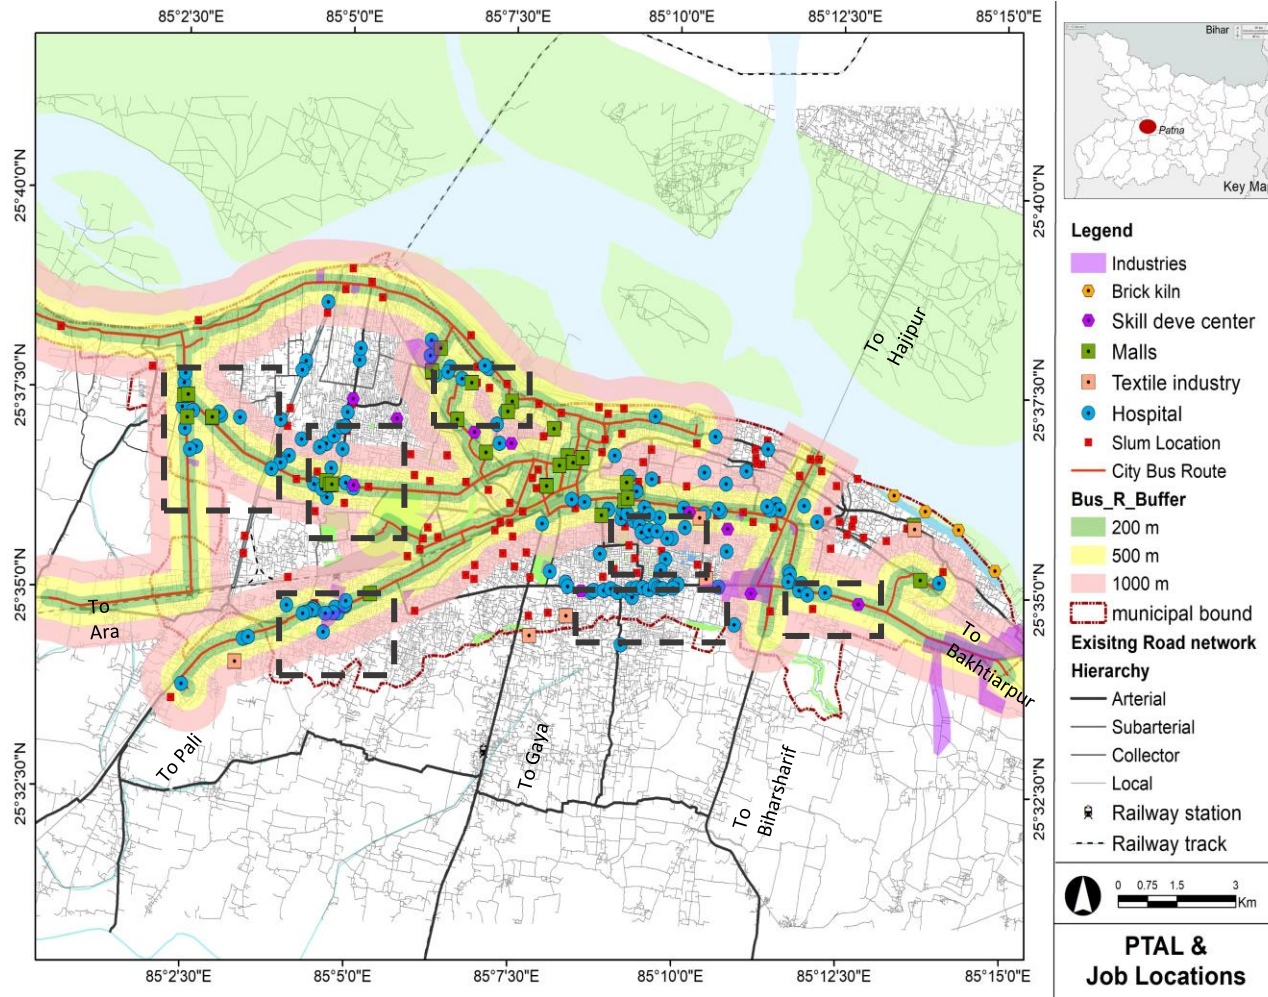 85°2'30"E
85°5'0"E
85°7'30"E
85°10'0"E
85°12'30"E
85°15'0"E
Bihar
Patna
Key Map
25°40'0"N
25°40'0"N
Legend
Industries
Brick kiln
Skill deve center
Malls
Textile industry
Hospital
Slum Location
City Bus Route
Bus_R_Buffer
200 m
500 m
1000 m
municipal bound
Exisitng Road network
Hierarchy
Arterial
Subarterial
Collector
Local
Railway station
Railway track
To
Hajipur
25°37'30"N
25°37'30"N
25°35'0"N
25°35'0"N
To
Ara
To
Bakhtiarpur
To Pali
To Gaya
To
Biharsharif
25°32'30"N
25°32'30"N
0 0.75 1.5 3
Km
PTAL &
Job Locations
85°2'30"E
85°5'0"E
85°7'30"E
85°10'0"E
85°12'30"E
85°15'0"E